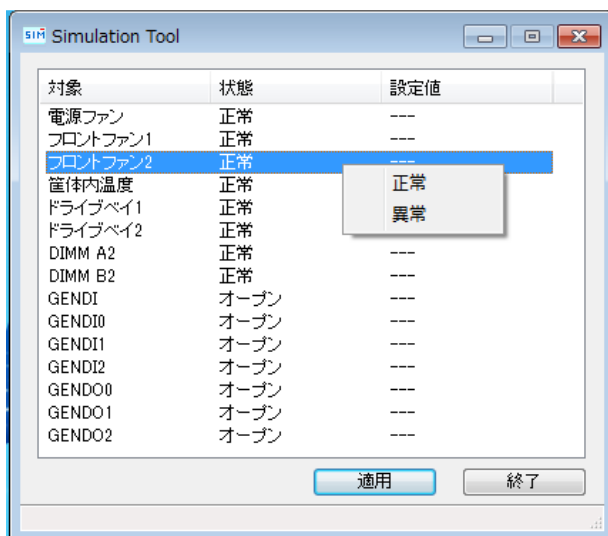 SIM Simulation Tool
対象 状態 設定値
電源ファン 正常 ---
フロントファン1 正常 ---
フロントファン2 正常 ---
筐体内温度 正常
正常
ドライブベイ1 正常
異常
ドライブベイ2 正常
DIMM A2 正常 ---
DIMM B2 正常 ---
GENDI オープン ---
GENDI0 オープン ---
GENDI1 オープン ---
GENDI2 オープン ---
GENDO0 オープン ---
GENDO1 オープン ---
GENDO2 オープン ---
適用 終了